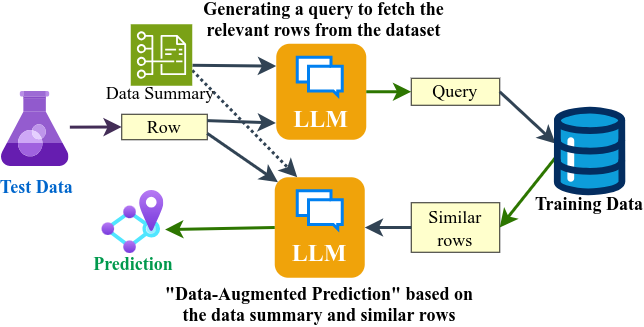 Generating a query to fetch the
relevant rows from the dataset
Data Summary
LLM
Query
Row
Test Data
Training Data
Similar
rows
LLM
Prediction
"Data-Augmented Prediction" based on
the data summary and similar rows